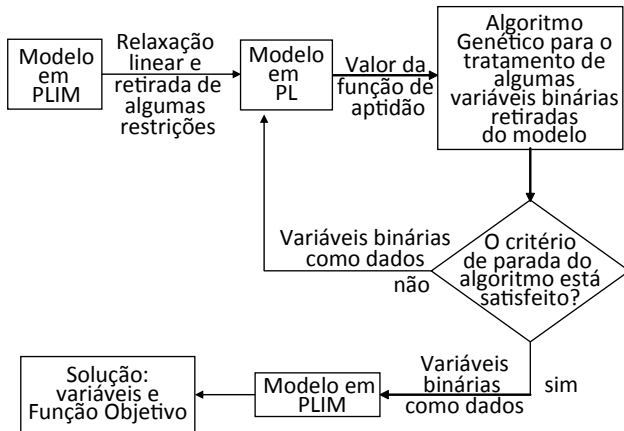 Modelo
em
PLIM
Relaxação
linear e
retirada de
algumas
restrições
Modelo
em
PL
Valor da
função de
aptidão
Algoritmo
Genético para o
tratamento de
algumas
variáveis binárias
retiradas
do modelo
Variáveis binárias
como dados
não
O critério
de parada do
algoritmo está
satisfeito?
Solução:
variáveis e
Função Objetivo
Modelo em
PLIM
Variáveis
binárias
como dados
sim